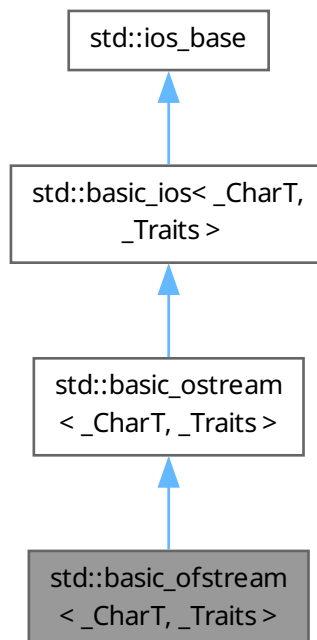 std::ios_base
std::basic_ios< _CharT,
_Traits >
std::basic_ostream
< _CharT, _Traits >
std::basic_ofstream
< _CharT, _Traits >